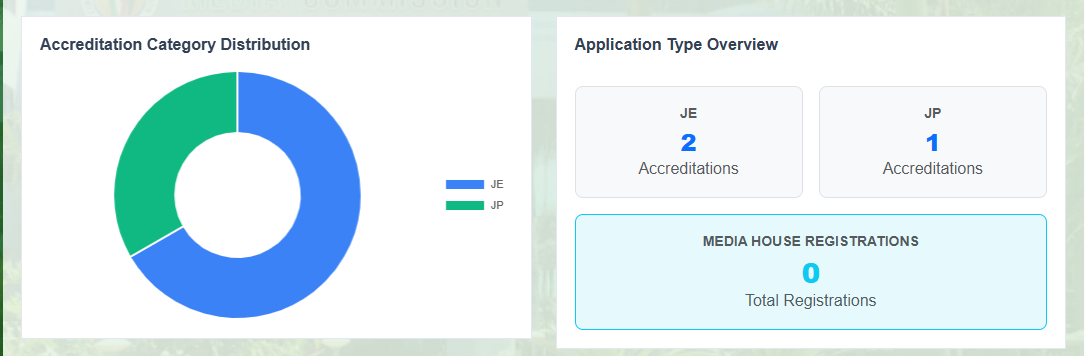 COMMISSION
Accreditation Category Distribution
JE
JP
Application Type Overview
JE
2
Accreditations
JP
1
Accreditations
MEDIA HOUSE REGISTRATIONS
0
Total Registrations